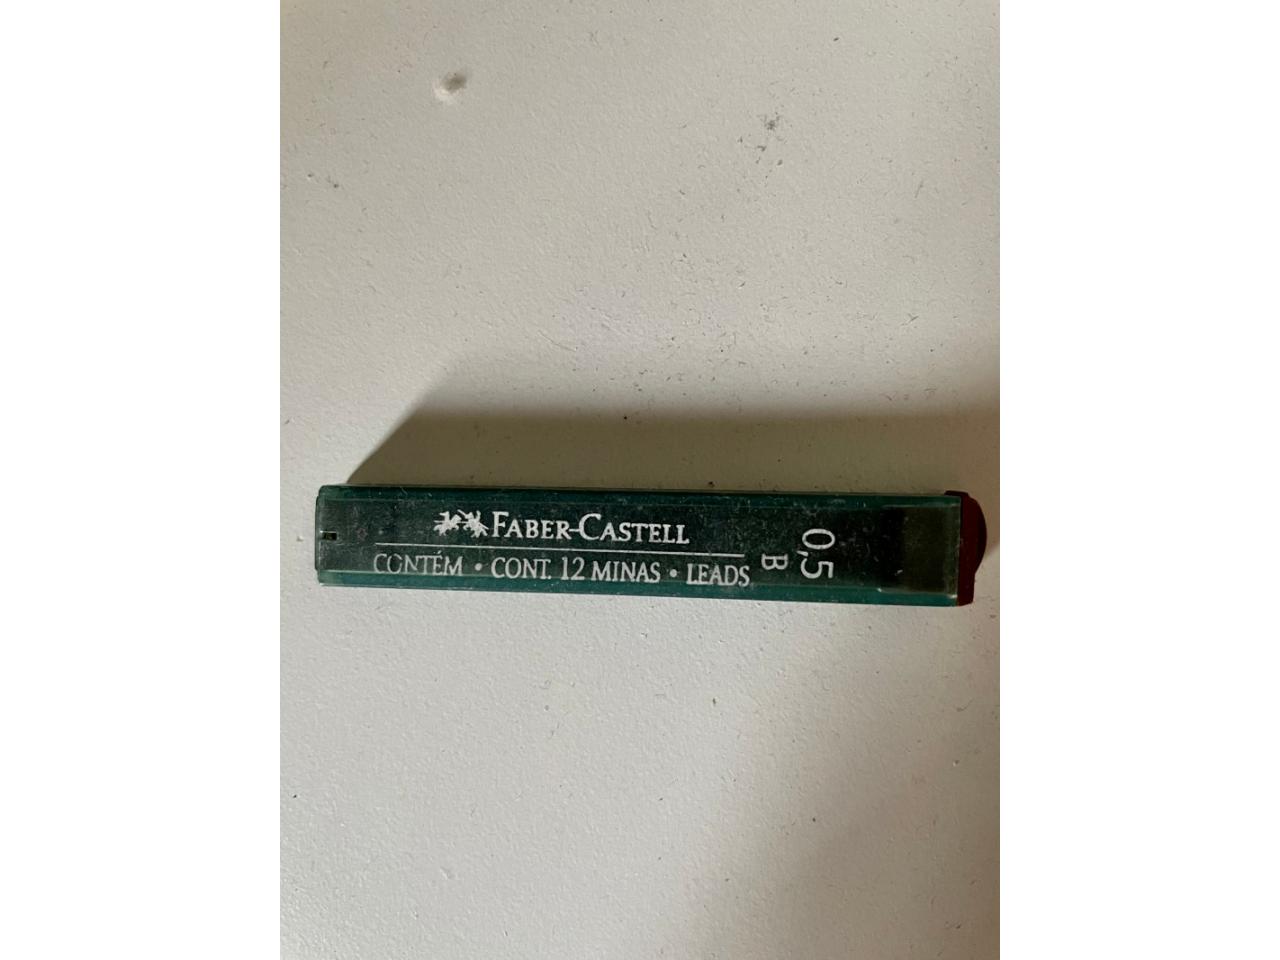 FABER-CASTELL
CONTÉM • CONT. 12 MINAS • LEADS
0,5
B